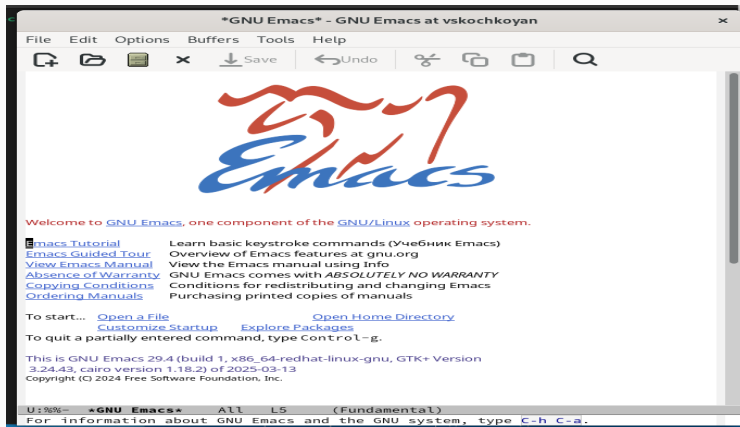 *GNU Emacs* - GNU Emacs at vskochkoyan
File Edit Options Buffers Tools Help
Save Undo
Emacs
Welcome to GNU Emacs, one component of the GNU/Linux operating system.
Emacs Tutorial Learn basic keystroke commands (Учебник Emacs)
Emacs Guided Tour Overview of Emacs features at gnu.org
View Emacs Manual View the Emacs manual using Info
Absence of Warranty GNU Emacs comes with ABSOLUTELY NO WARRANTY
Copying Conditions Conditions for redistributing and changing Emacs
Ordering Manuals Purchasing printed copies of manuals
To start... Open a File Open Home Directory
Customize Startup Explore Packages
To quit a partially entered command, type Control-g.
This is GNU Emacs 29.4 (build 1, x86_64-redhat-linux-gnu, GTK+ Version
3.24.43, cairo version 1.18.2) of 2025-03-13
Copyright (C) 2024 Free Software Foundation, Inc.
U:%%- *GNU Emacs* All L5 (Fundamental)
For information about GNU Emacs and the GNU system, type C-h C-a.